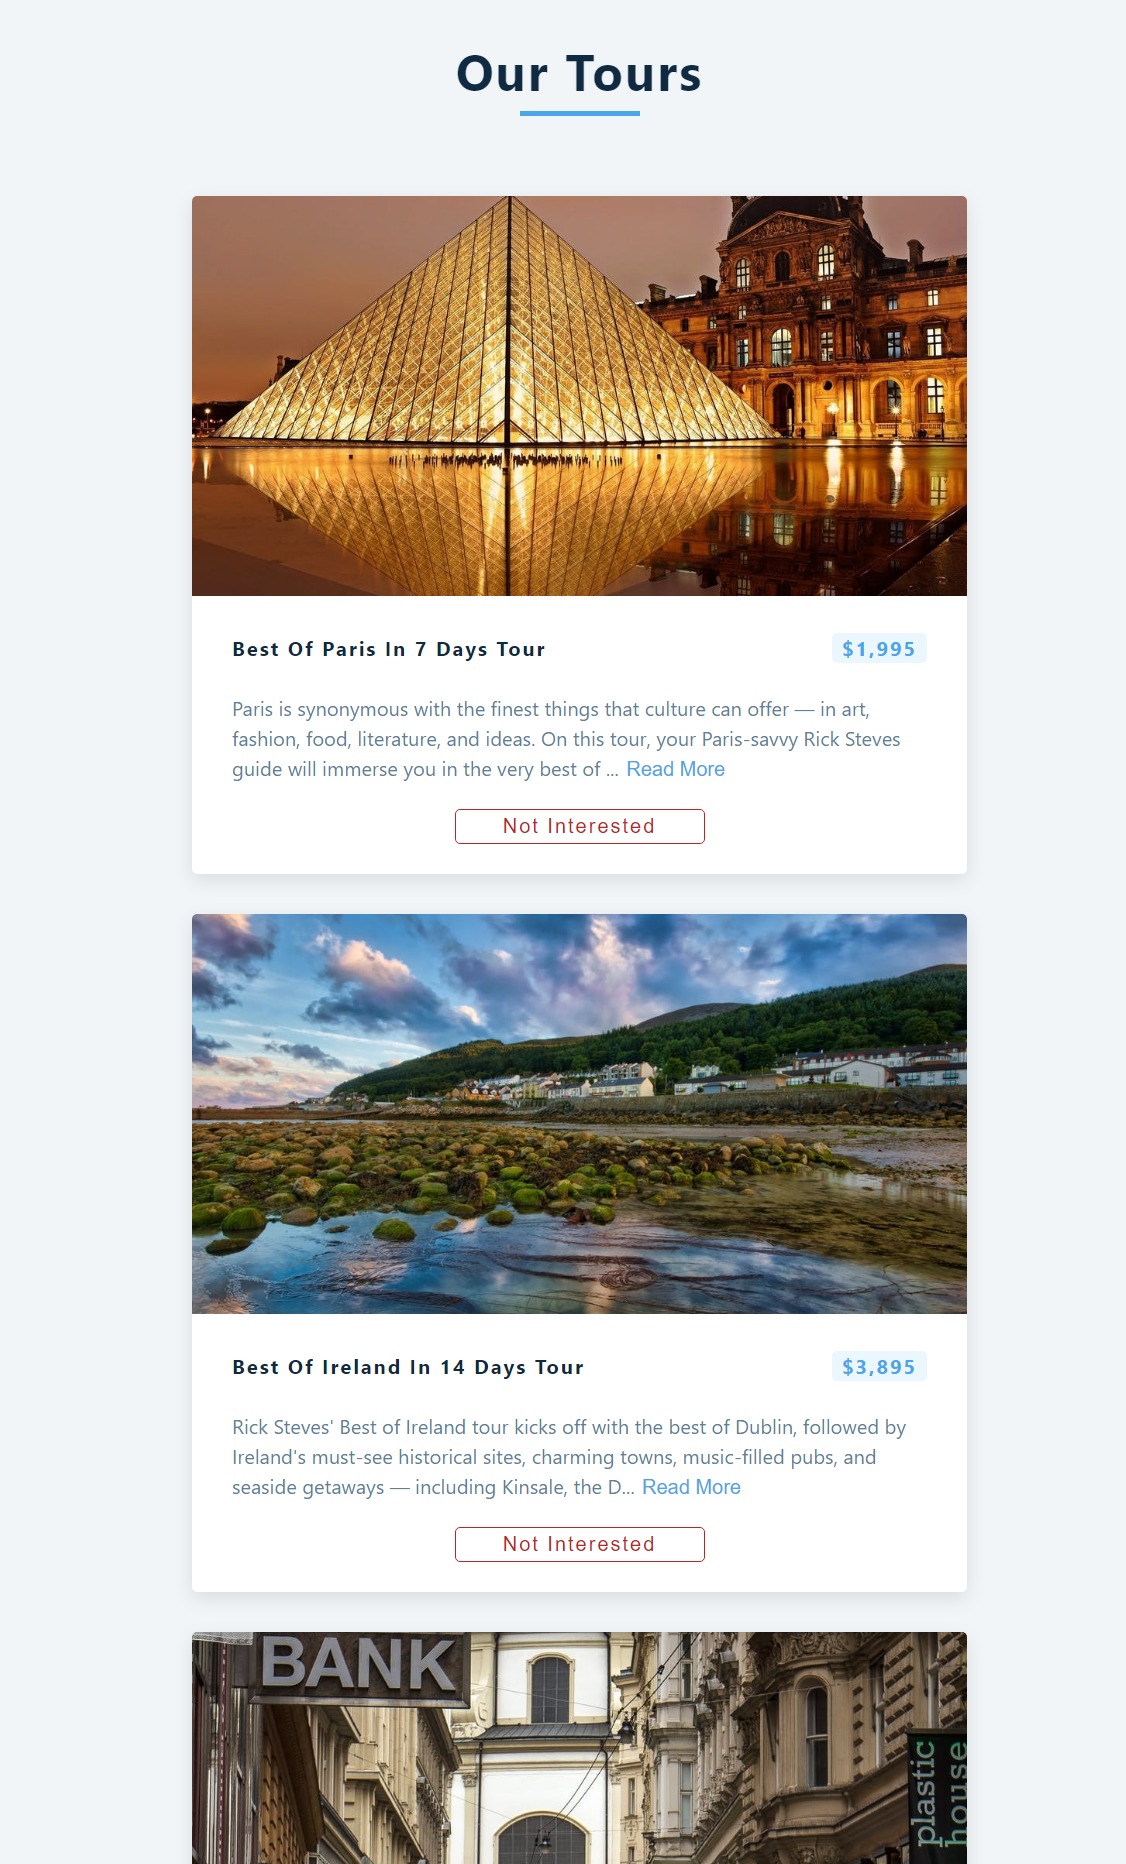 Our Tours
Best Of Paris In 7 Days Tour
$1,995
Paris is synonymous with the finest things that culture can offer — in art,
fashion, food, literature, and ideas. On this tour, your Paris-savvy Rick Steves
guide will immerse you in the very best of ... Read More
Not Interested
Best Of Ireland In 14 Days Tour
$3,895
Rick Steves' Best of Ireland tour kicks off with the best of Dublin, followed by
Ireland's must-see historical sites, charming towns, music-filled pubs, and
seaside getaways — including Kinsale, the D... Read More
Not Interested
BANK
plastic
house